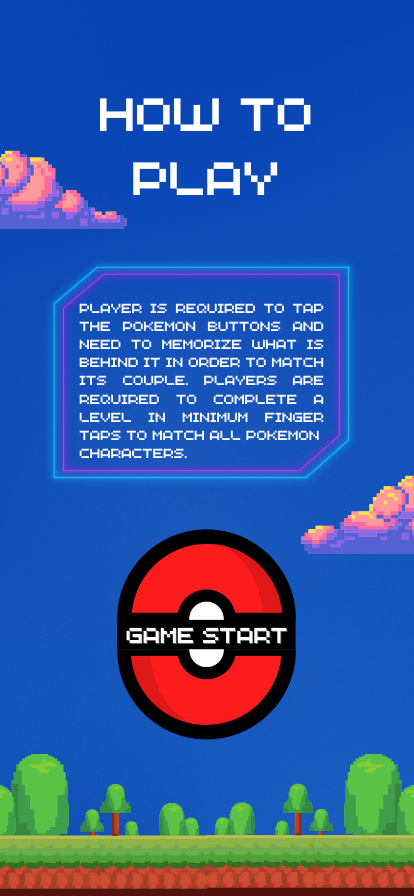 HOW TO
PLAY
PLAYER IS REQUIRED TO TAP
THE POKEMON BUTTONS AND
NEED TO MEMORIZE WHAT IS
BEHIND IT IN ORDER TO MATCH
ITS COUPLE. PLAYERS ARE
REQUIRED TO COMPLETE A
LEVEL IN MINIMUM FINGER
TAPS TO MATCH ALL POKEMON
CHARACTERS.
GAME START